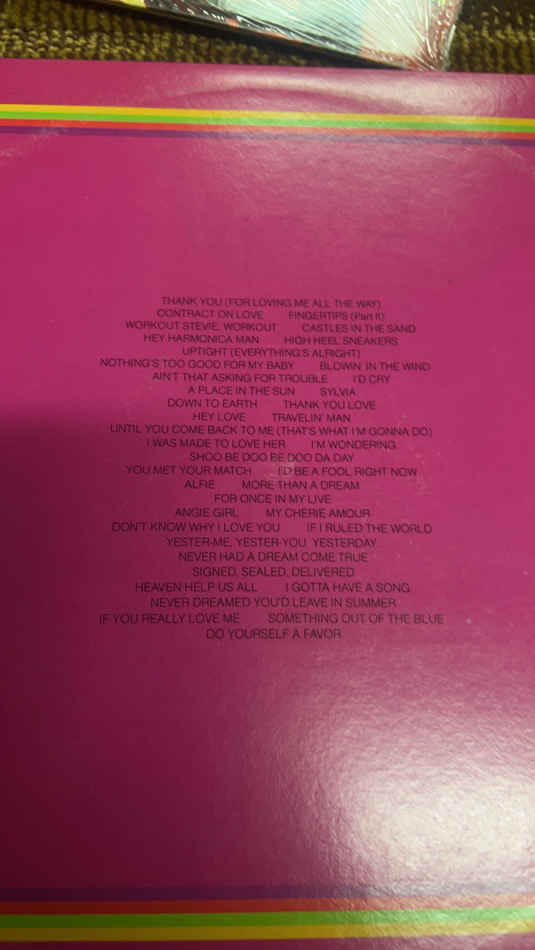 THANK YOU (FOR LOVING ME ALL THE WAY)
CONTRACT ON LOVE FINGERTIPS (Part II)
WORKOUT STEVIE, WORKOUT CASTLES IN THE SAND
HEY HARMONICA MAN HIGH HEEL SNEAKERS
UPTIGHT (EVERYTHING'S ALRIGHT)
NOTHING'S TOO GOOD FOR MY BABY BLOWIN' IN THE WIND
AIN'T THAT ASKING FOR TROUBLE I'D CRY
A PLACE IN THE SUN SYLVIA
DOWN TO EARTH THANK YOU LOVE
HEY LOVE TRAVELIN' MAN
UNTIL YOU COME BACK TO ME (THAT'S WHAT I'M GONNA DO)
I WAS MADE TO LOVE HER I'M WONDERING
SHOO BE DOO BE DOO DA DAY
YOU MET YOUR MATCH I'D BE A FOOL RIGHT NOW
ALFIE MORE THAN A DREAM
FOR ONCE IN MY LIVE
ANGIE GIRL MY CHERIE AMOUR
DON'T KNOW WHY I LOVE YOU IF I RULED THE WORLD
YESTER-ME, YESTER-YOU, YESTERDAY
NEVER HAD A DREAM COME TRUE
SIGNED, SEALED, DELIVERED
HEAVEN HELP US ALL I GOTTA HAVE A SONG
NEVER DREAMED YOU'D LEAVE IN SUMMER
IF YOU REALLY LOVE ME SOMETHING OUT OF THE BLUE
DO YOURSELF A FAVOR